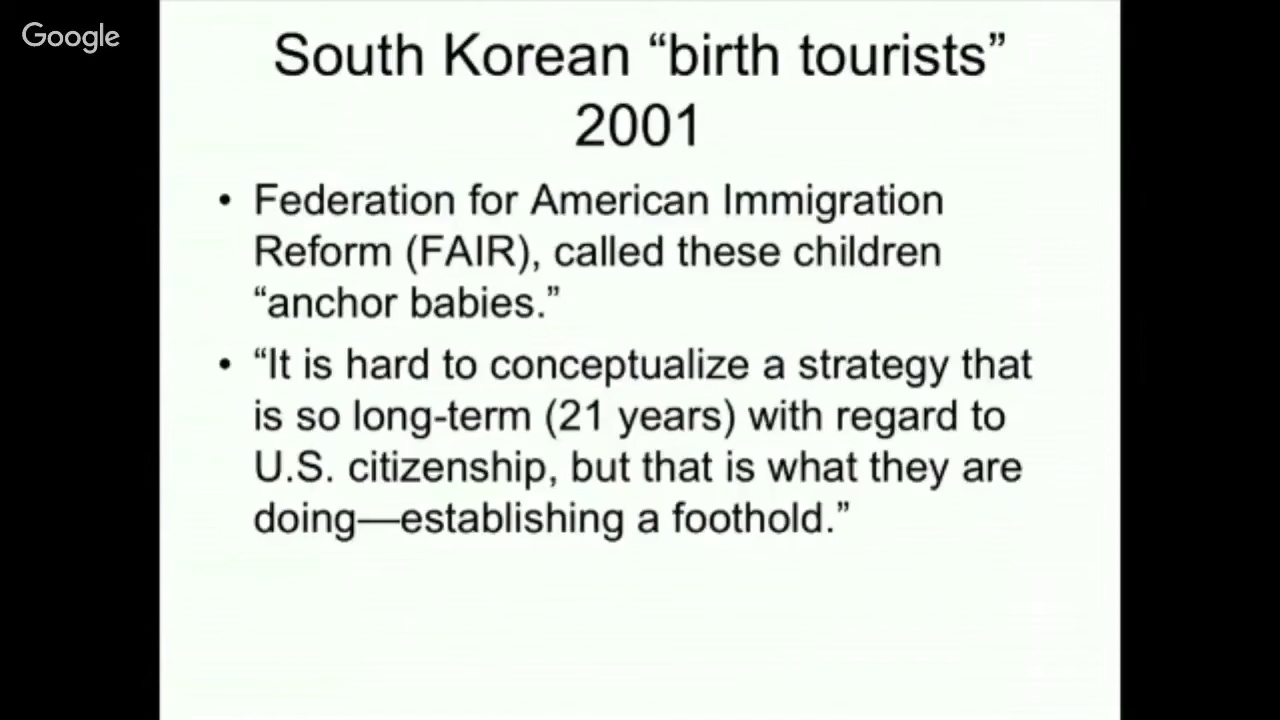 Google
South Korean “birth tourists”
2001
• Federation for American Immigration
Reform (FAIR), called these children
“anchor babies.”
• “It is hard to conceptualize a strategy that
is so long-term (21 years) with regard to
U.S. citizenship, but that is what they are
doing—establishing a foothold.”